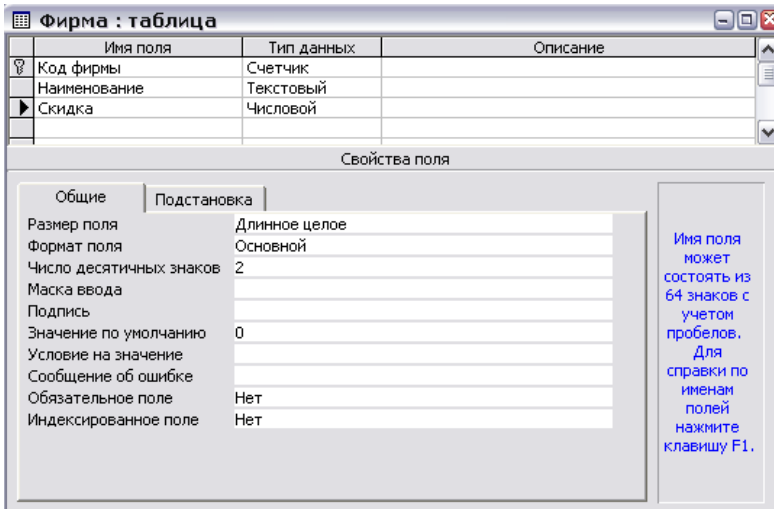 Фирма : таблица
Имя поля Тип данных Описание
Код фирмы Счетчик
Наименование Текстовый
Скидка Числовой
Свойства поля
Общие Подстановка
Размер поля Длинное целое
Формат поля Основной
Число десятичных знаков 2
Маска ввода
Подпись
Значение по умолчанию 0
Условие на значение
Сообщение об ошибке
Обязательное поле Нет
Индексированное поле Нет
Имя поля
может
состоять из
64 знаков с
учетом
пробелов.
Для
справки по
именам
полей
нажмите
клавишу F1.